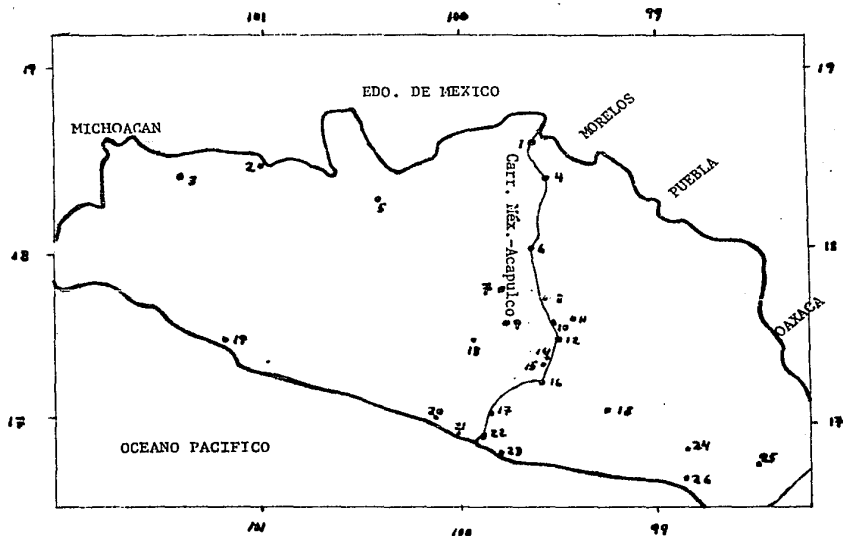 101 100 99
19 19
EDO. DE MEXICO
MICHOACAN
MORELOS
1
2
3
4
PUEBLA
5
Carr. Méx.-Acapulco
18 6 18
7
8
9 10 11
OAXACA
19 13 12
14
15
16
17 18
20
17 21 22 17
OCEANO PACIFICO 23 24
25
26
101 100 99